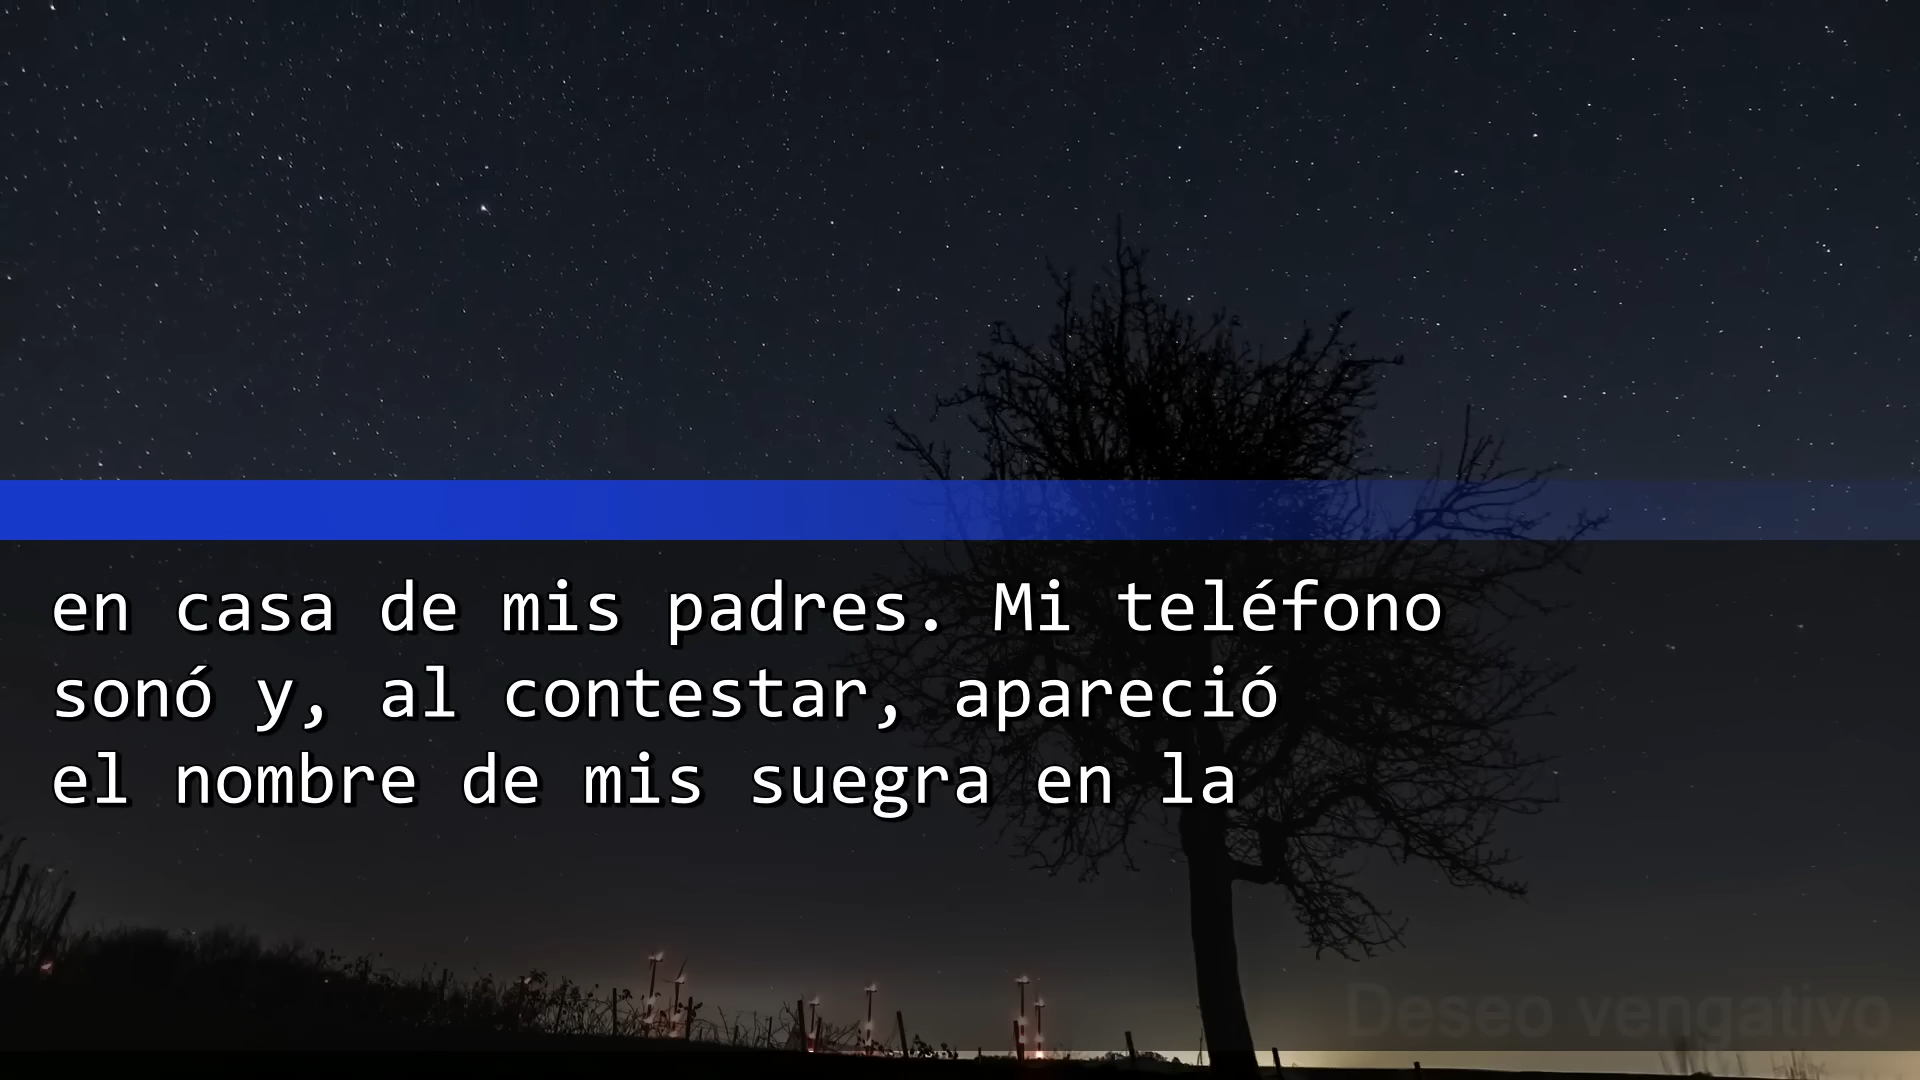 en casa de mis padres. Mi teléfono
sonó y, al contestar, apareció
el nombre de mis suegra en la
Deseo vengativo